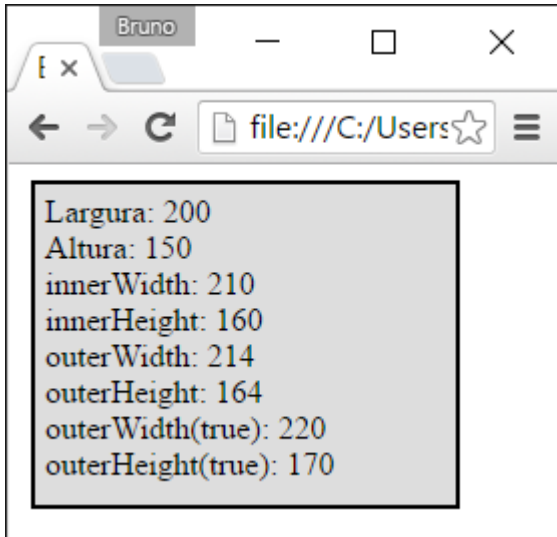 Bruno
E
file:///C:/Users
Largura: 200
Altura: 150
innerWidth: 210
innerHeight: 160
outerWidth: 214
outerHeight: 164
outerWidth(true): 220
outerHeight(true): 170